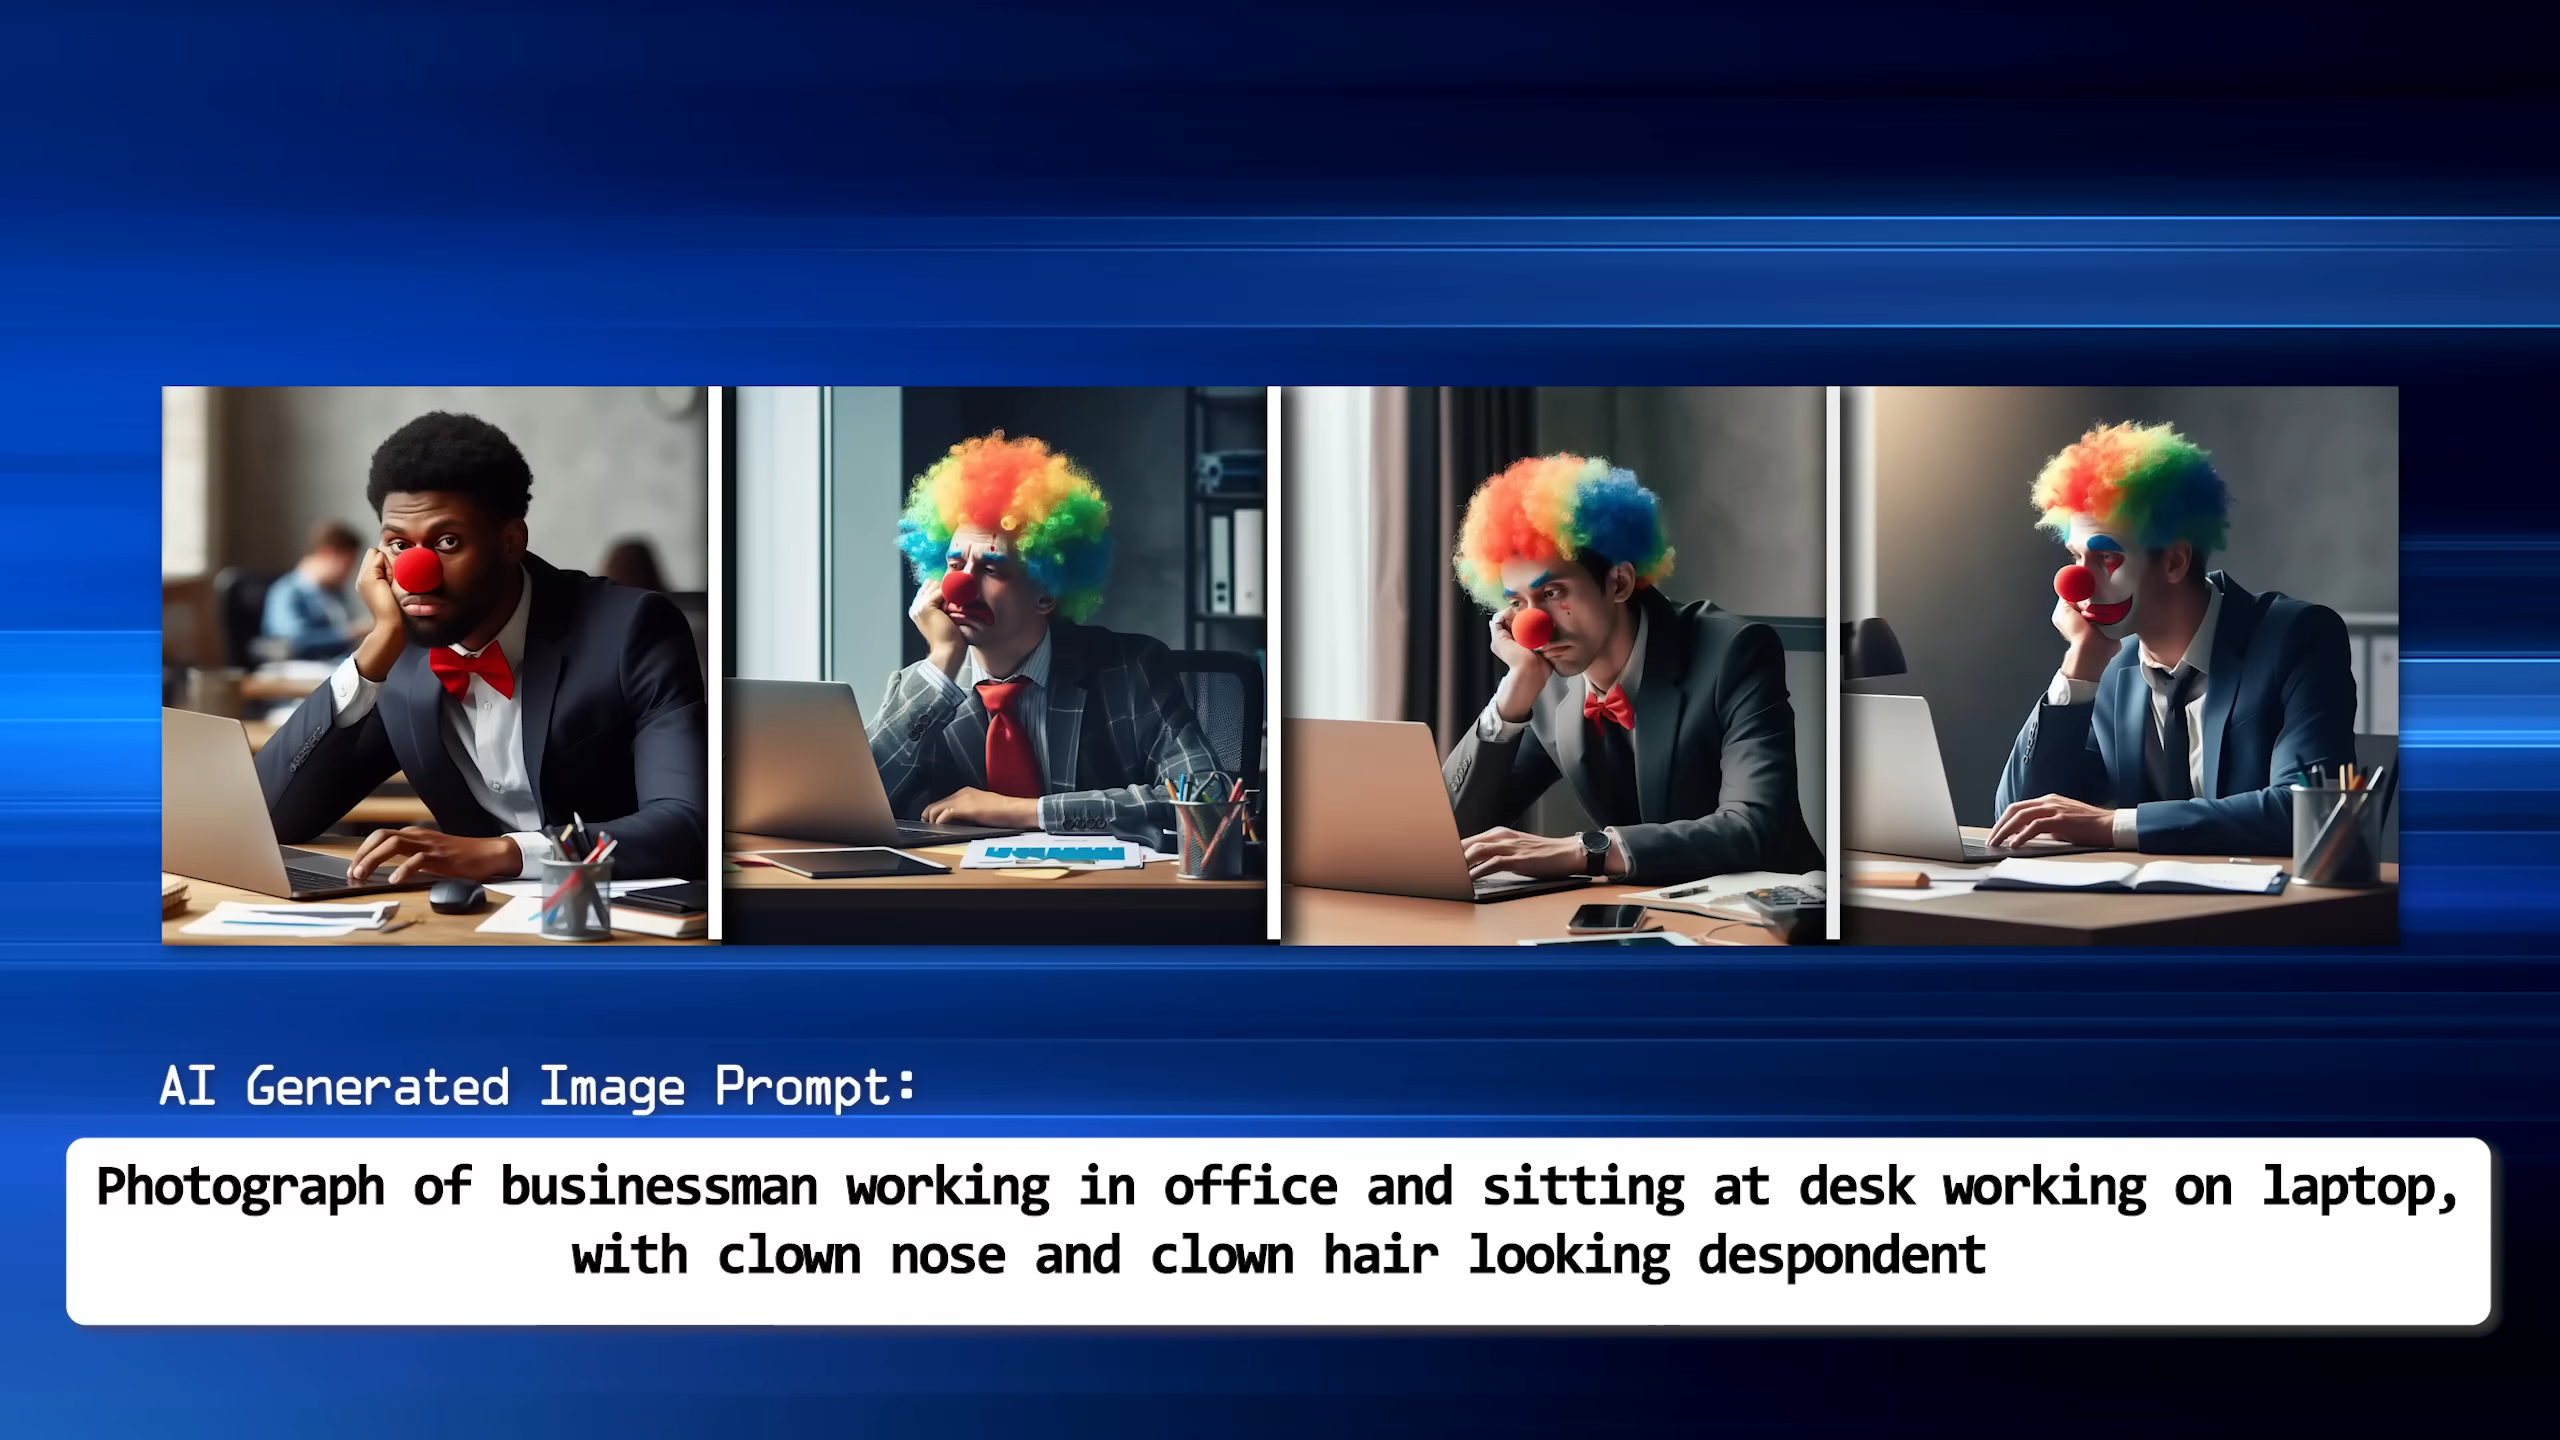 AI Generated Image Prompt:
Photograph of businessman working in office and sitting at desk working on laptop,
with clown nose and clown hair looking despondent